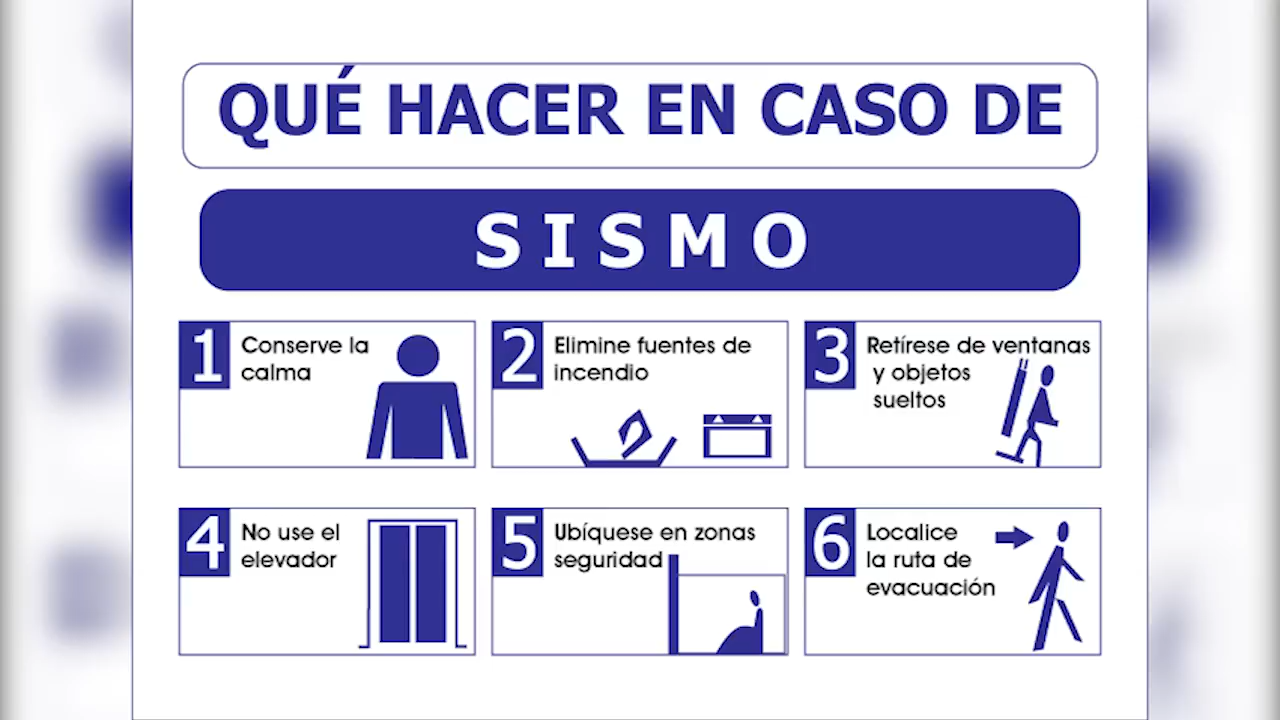 QUÉ HACER EN CASO DE
SISMO
1
Conserve la
calma
2
Elimine fuentes de
incendio
3
Retírese de ventanas
y objetos
sueltos
4
No use el
elevador
5
Ubíquese en zonas
seguridad
6
Localice
la ruta de
evacuación